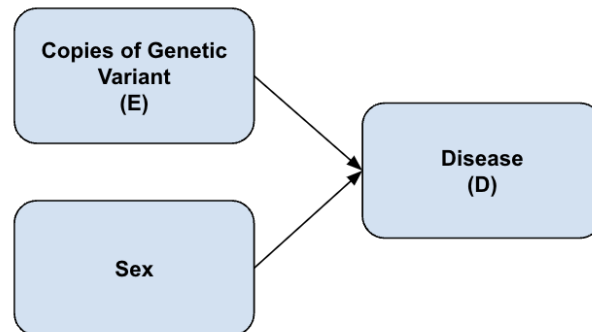 Copies of Genetic
Variant
(E)
Disease
(D)
Sex